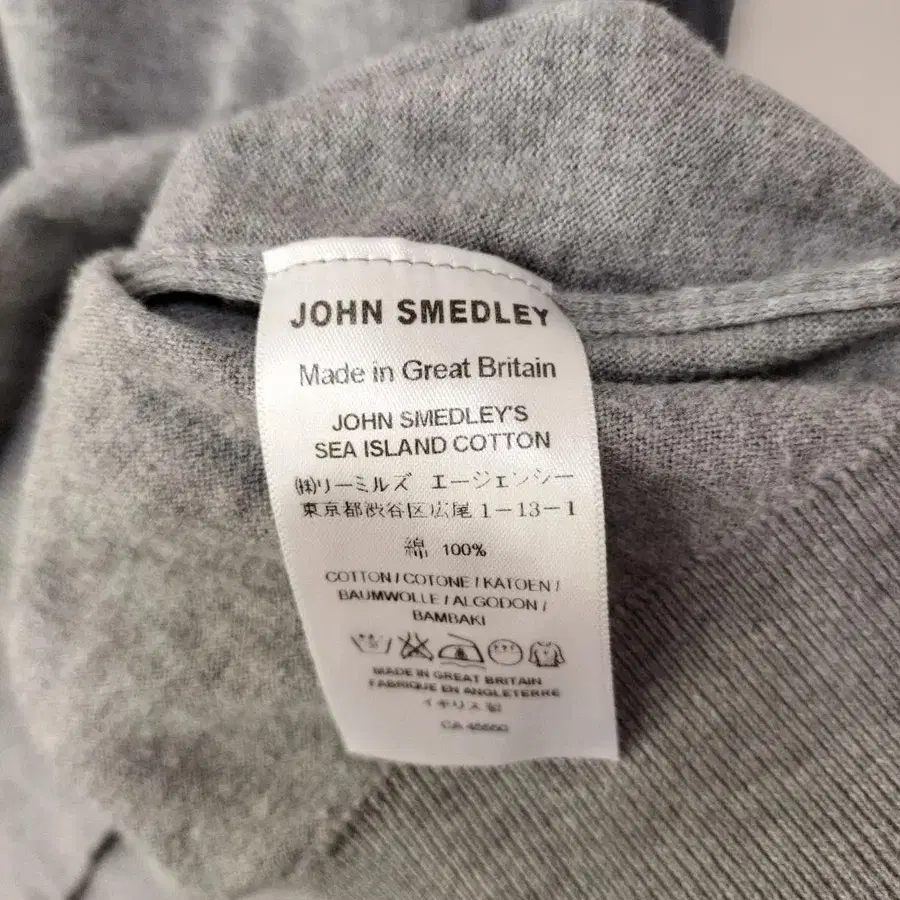 JOHN SMEDLEY
Made in Great Britain
JOHN SMEDLEY'S
SEA ISLAND COTTON
㈱リーミルズ エージェンシー
東京都渋谷区広尾1-13-1
綿 100%
COTTON / COTONE / KATOEN /
BAUMWOLLE / ALGODON /
BAMBAKI
MADE IN GREAT BRITAIN
FABRIQUE EN ANGLETERRE
イギリス製
CA